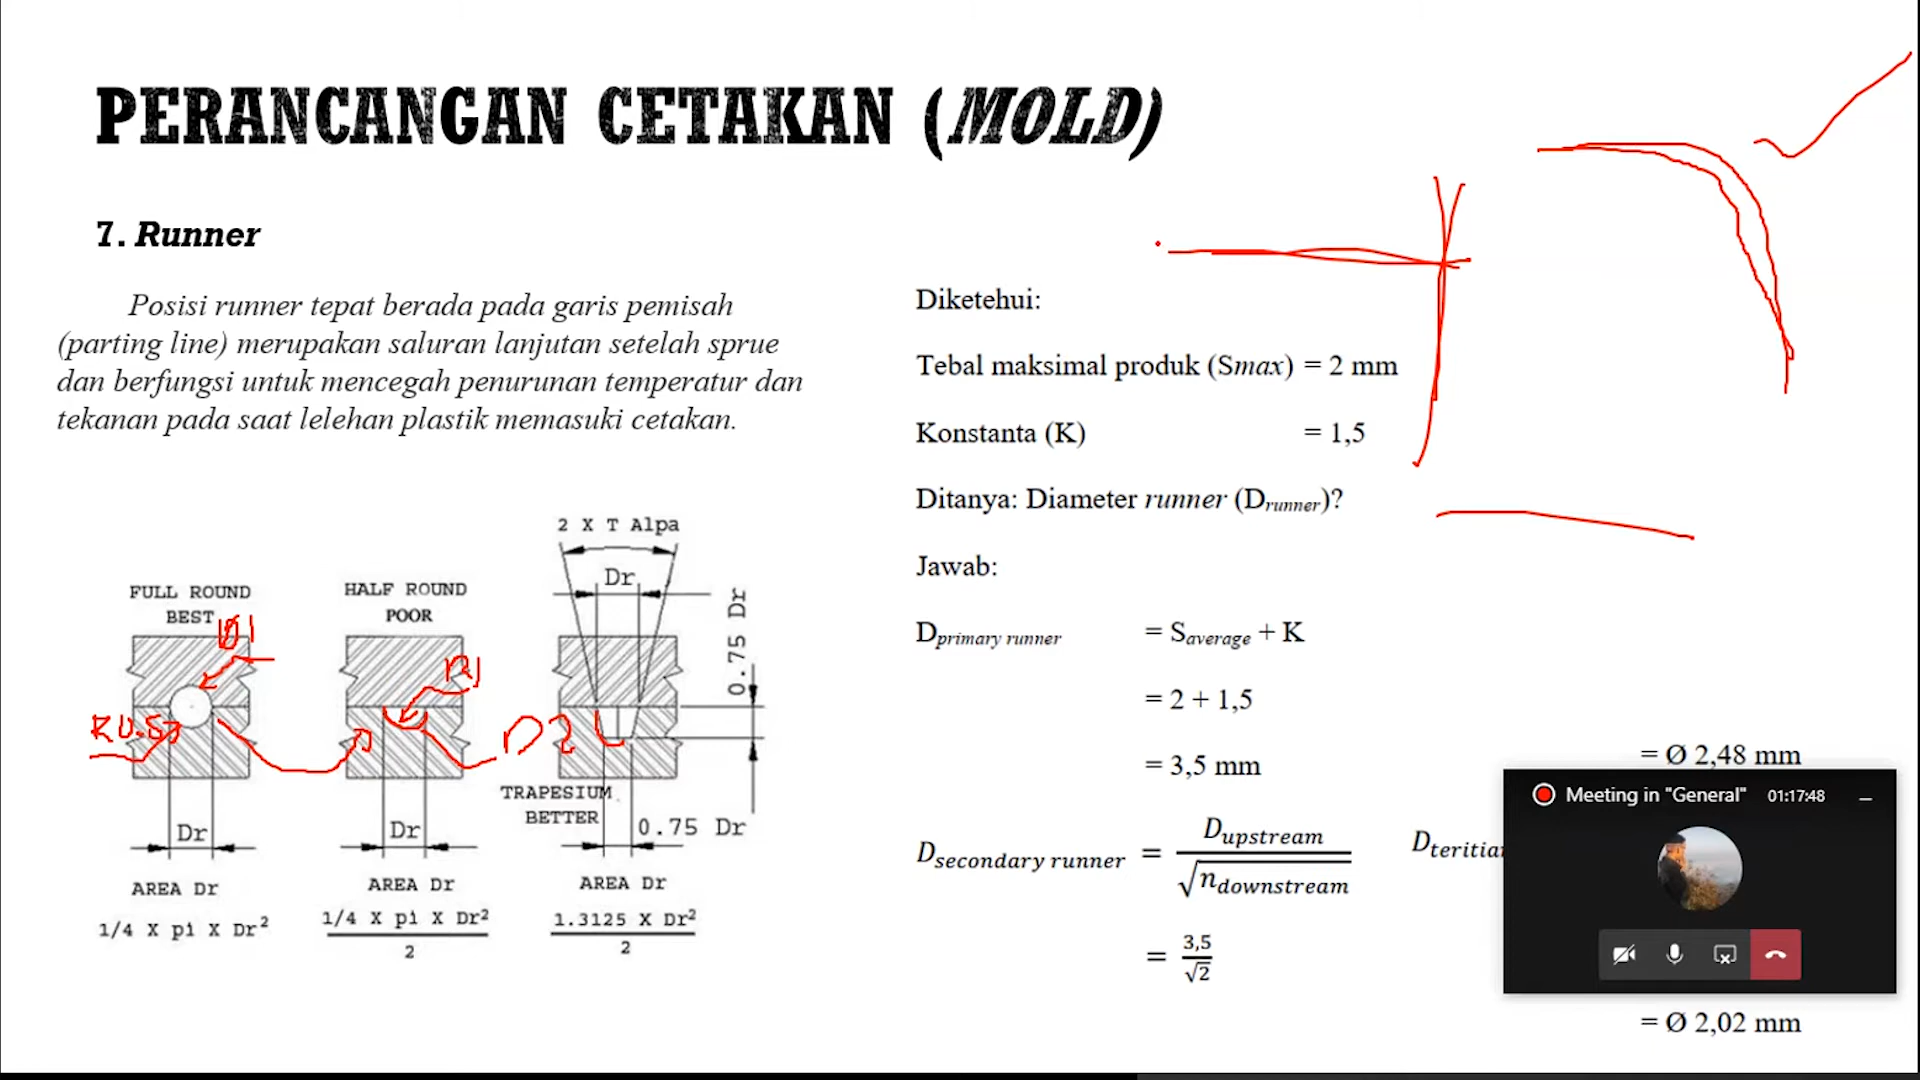 PERANCANGAN CETAKAN (MOLD)
7. Runner
Posisi runner tepat berada pada garis pemisah
(parting line) merupakan saluran lanjutan setelah sprue
dan berfungsi untuk mencegah penurunan temperatur dan
tekanan pada saat lelehan plastik memasuki cetakan.
FULL ROUND
BEST
Ø1
R0.5
Dr
AREA Dr
1/4 X pi X Dr²
HALF ROUND
POOR
R1
Dr
AREA Dr
1/4 X pi X Dr²
2
2 X T Alpa
Dr
0.75 Dr
TRAPESIUM
BETTER
0.75 Dr
AREA Dr
1.3125 X Dr²
2
Diketehui:
Tebal maksimal produk (Smax) = 2 mm
Konstanta (K) = 1,5
Ditanya: Diameter runner (Drunner)?
Jawab:
Dprimary runner = Saverage + K
= 2 + 1,5
= 3,5 mm
Dsecondary runner = Dupstream / √ndownstream
= 3,5 / √2
= Ø 2,48 mm
= Ø 2,02 mm
Meeting in "General" 01:17:48